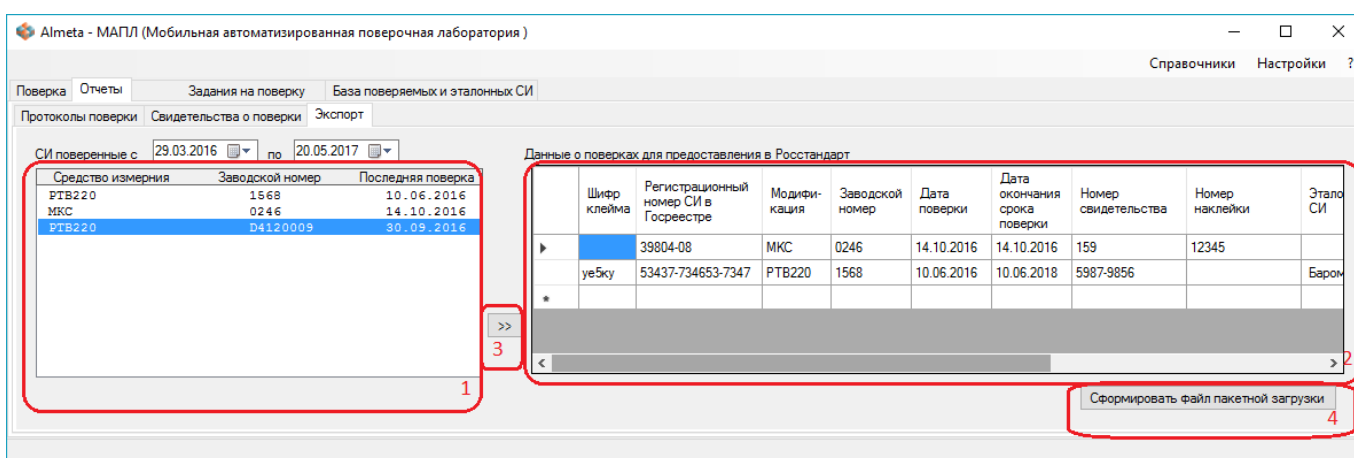 Almeta - МАПЛ (Мобильная автоматизированная поверочная лаборатория )
Справочники Настройки ?
Поверка Отчеты Задания на поверку База поверяемых и эталонных СИ
Протоколы поверки Свидетельства о поверки Экспорт
СИ поверенные с 29.03.2016 по 20.05.2017
Данные о поверках для предоставления в Росстандарт
Средство измерния Заводской номер Последняя поверка
РТВ220 1568 10.06.2016
МКС 0246 14.10.2016
РТВ220 D4120009 30.09.2016
1
>>
3
Шифр клейма Регистрационный номер СИ в Госреестре Модифи-кация Заводской номер Дата поверки Дата окончания срока поверки Номер свидетельства Номер наклейки Этало СИ
39804-08 МКС 0246 14.10.2016 14.10.2016 159 12345
уе5ку 53437-734653-7347 РТВ220 1568 10.06.2016 10.06.2018 5987-9856 Баром
*
2
Сформировать файл пакетной загрузки
4